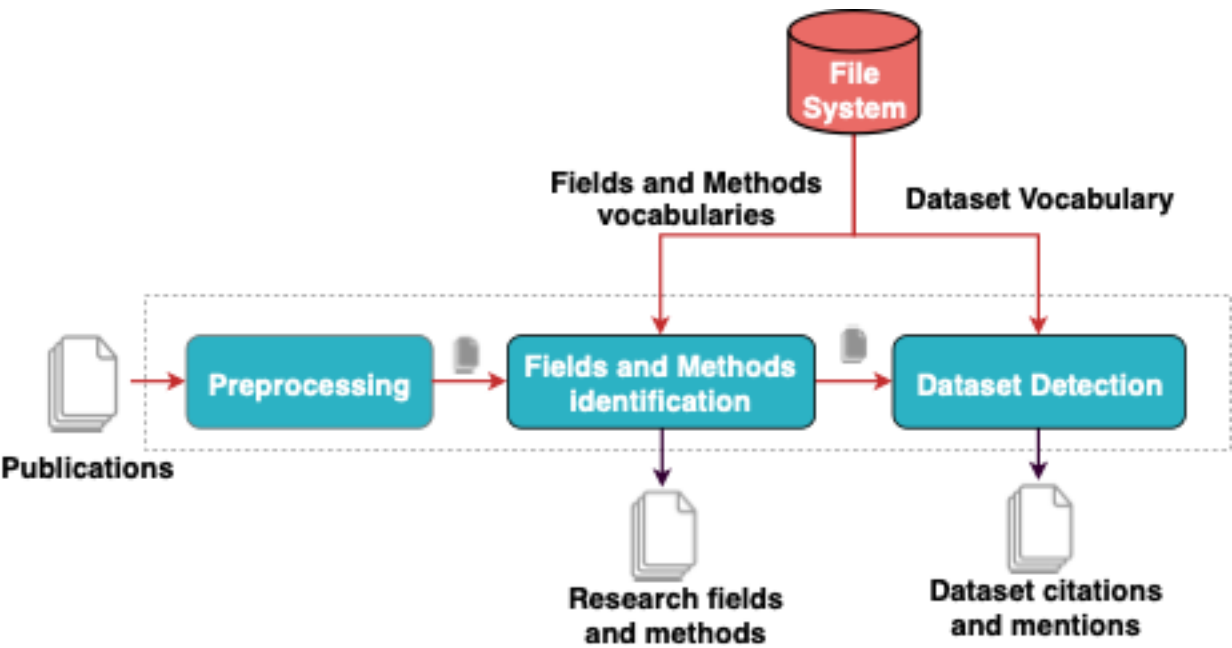 File
System
Fields and Methods
vocabularies
Dataset Vocabulary
Preprocessing
Fields and Methods
identification
Dataset Detection
Publications
Research fields
and methods
Dataset citations
and mentions